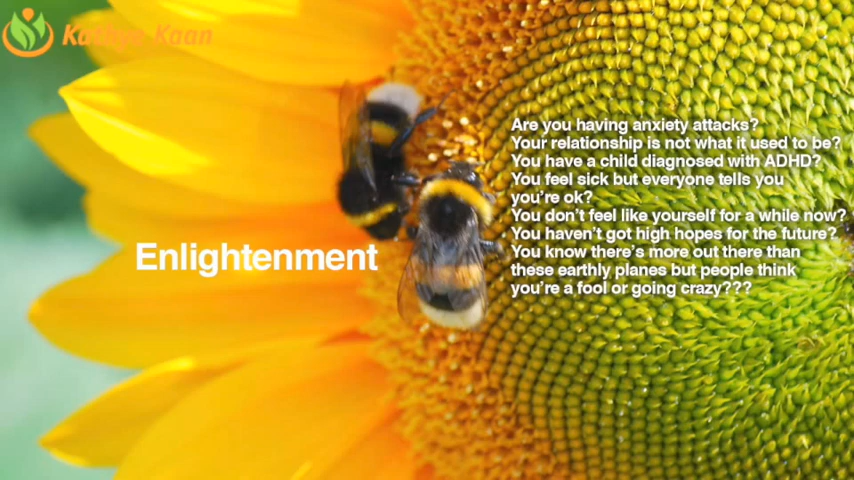 Kathye Kaan
Are you having anxiety attacks?
Your relationship is not what it used to be?
You have a child diagnosed with ADHD?
You feel sick but everyone tells you
you're ok?
You don't feel like yourself for a while now?
You haven't got high hopes for the future?
You know there's more out there than
these earthly planes but people think
you're a fool or going crazy???
Enlightenment